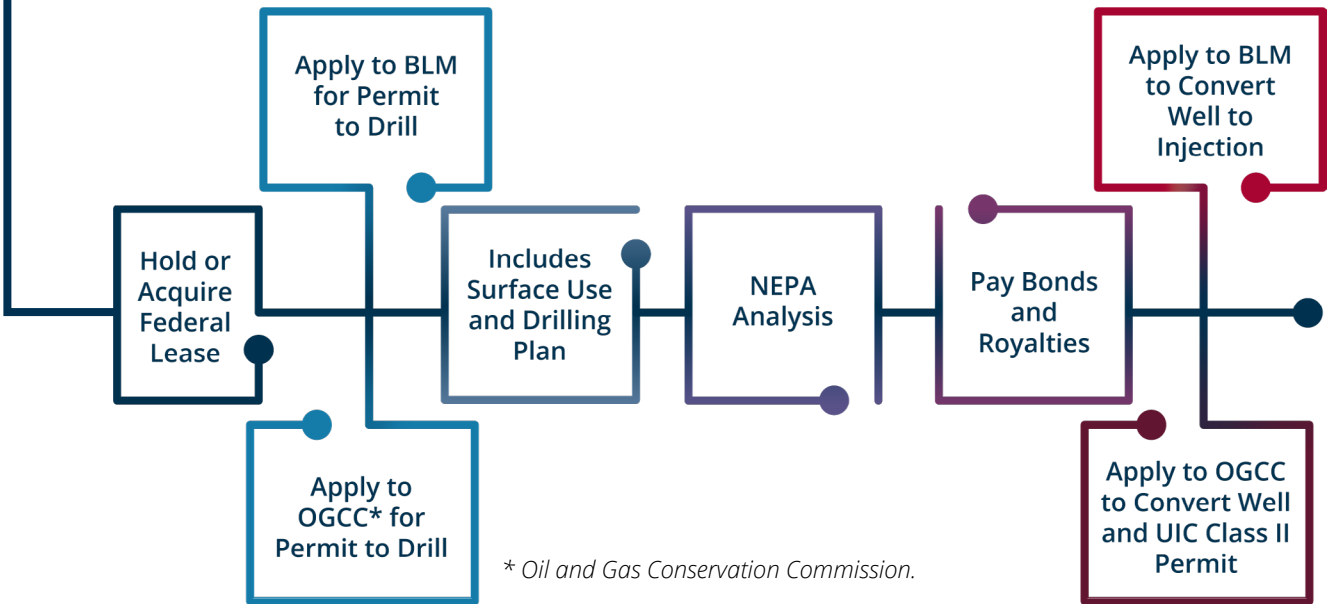 Apply to BLM
for Permit
to Drill
Apply to BLM
to Convert
Well to
Injection
Hold or
Acquire
Federal
Lease
Includes
Surface Use
and Drilling
Plan
NEPA
Analysis
Pay Bonds
and
Royalties
Apply to
OGCC* for
Permit to Drill
Apply to OGCC
to Convert Well
and UIC Class II
Permit
* Oil and Gas Conservation Commission.